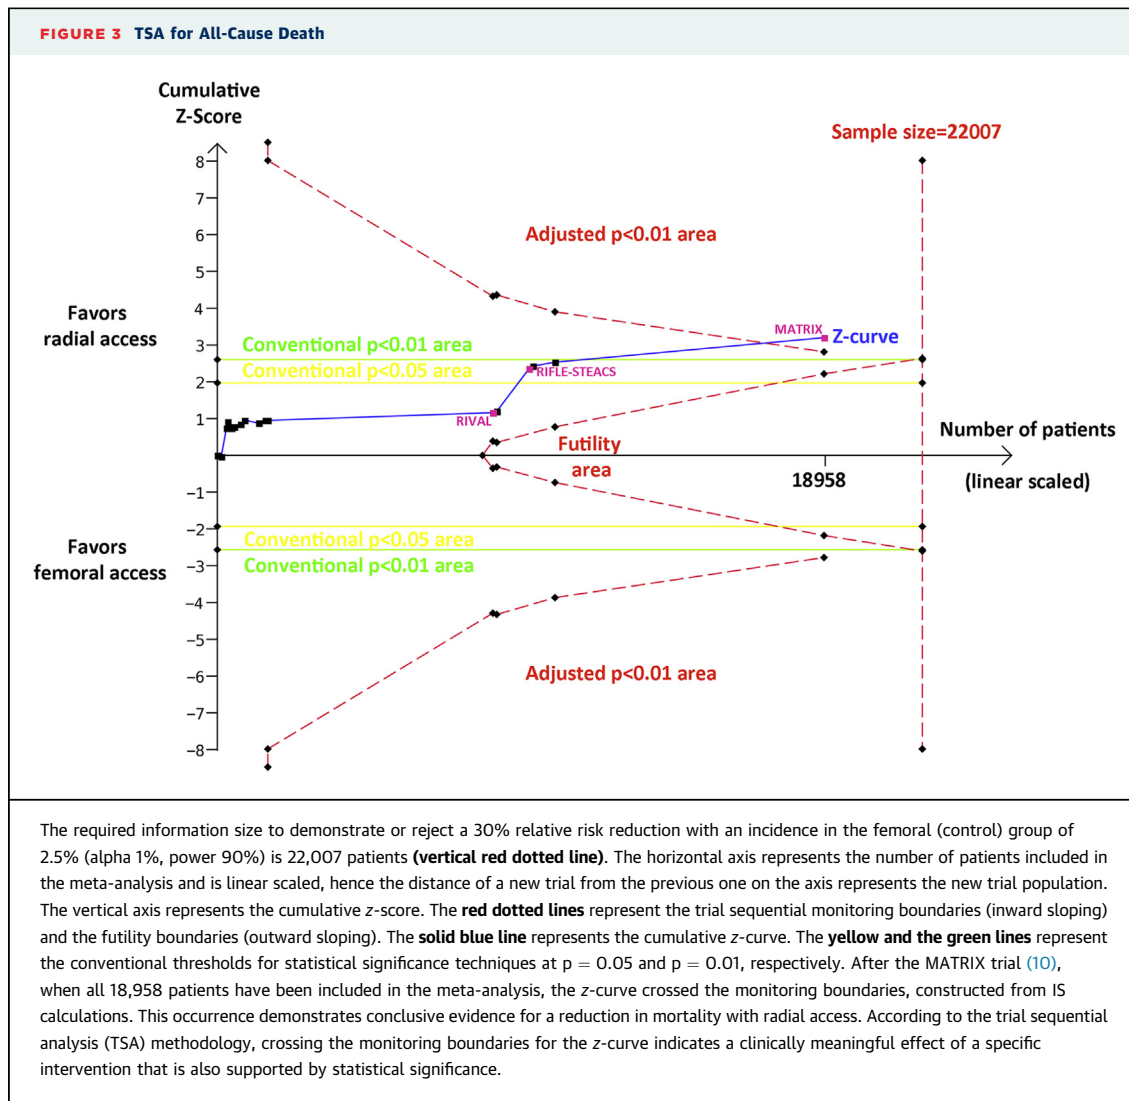 FIGURE 3 TSA for All-Cause Death
Cumulative
Z-Score
Sample size=22007
8
7
Adjusted p<0.01 area
6
5
4
Favors
radial access
3
MATRIX
Z-curve
Conventional p<0.01 area
RIFLE-STEACS
Conventional p<0.05 area
2
1
RIVAL
Number of patients
Futility
area
18958
(linear scaled)
−1
−2
Conventional p<0.05 area
Favors
femoral access
Conventional p<0.01 area
−3
−4
−5
−6
Adjusted p<0.01 area
−7
−8
The required information size to demonstrate or reject a 30% relative risk reduction with an incidence in the femoral (control) group of
2.5% (alpha 1%, power 90%) is 22,007 patients (vertical red dotted line). The horizontal axis represents the number of patients included in
the meta-analysis and is linear scaled, hence the distance of a new trial from the previous one on the axis represents the new trial population.
The vertical axis represents the cumulative z-score. The red dotted lines represent the trial sequential monitoring boundaries (inward sloping)
and the futility boundaries (outward sloping). The solid blue line represents the cumulative z-curve. The yellow and the green lines represent
the conventional thresholds for statistical significance techniques at p = 0.05 and p = 0.01, respectively. After the MATRIX trial (10),
when all 18,958 patients have been included in the meta-analysis, the z-curve crossed the monitoring boundaries, constructed from IS
calculations. This occurrence demonstrates conclusive evidence for a reduction in mortality with radial access. According to the trial sequential
analysis (TSA) methodology, crossing the monitoring boundaries for the z-curve indicates a clinically meaningful effect of a specific
intervention that is also supported by statistical significance.